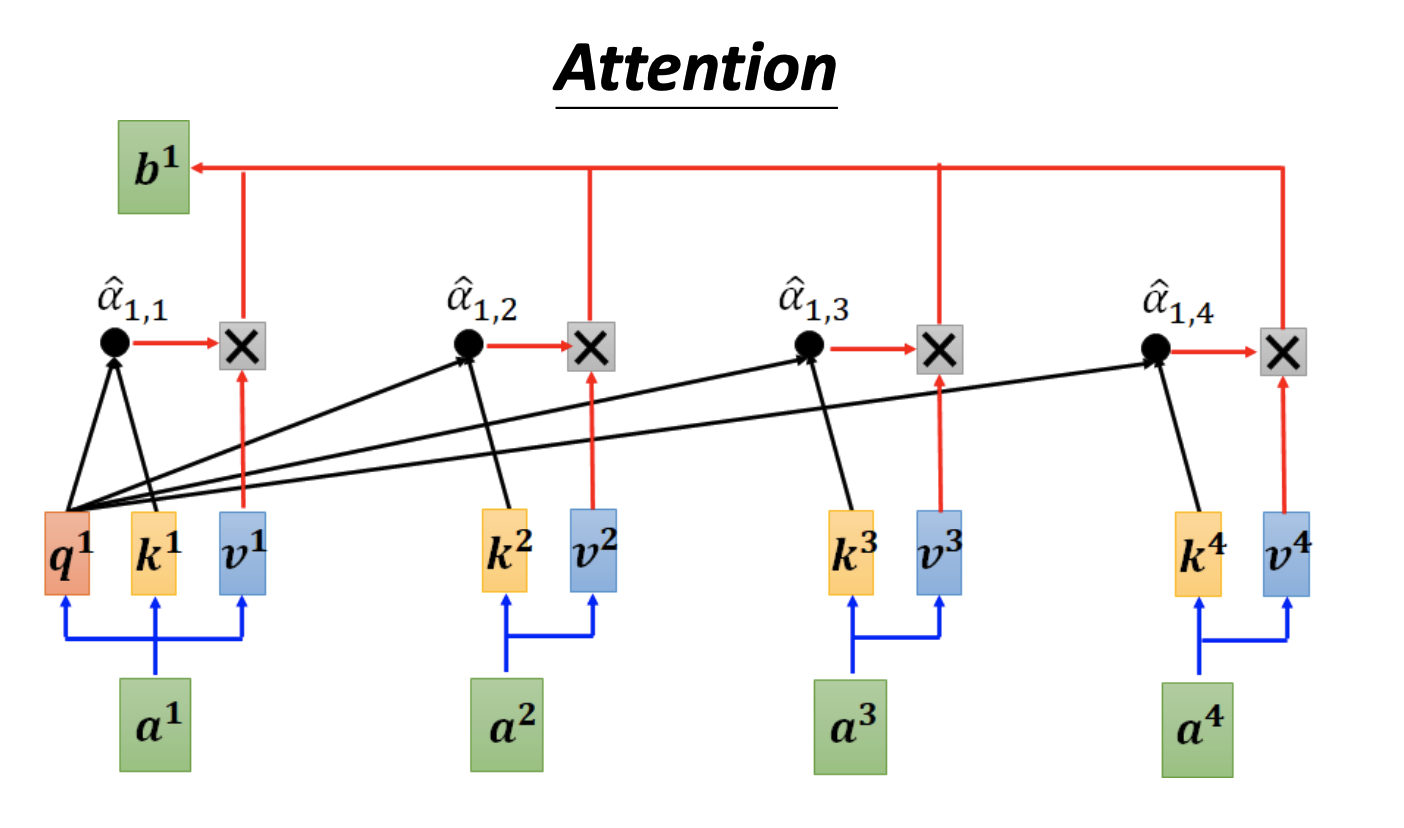 Attention
b¹
α̂₁,₁ α̂₁,₂ α̂₁,₃ α̂₁,₄
q¹ k¹ v¹ k² v² k³ v³ k⁴ v⁴
a¹ a² a³ a⁴